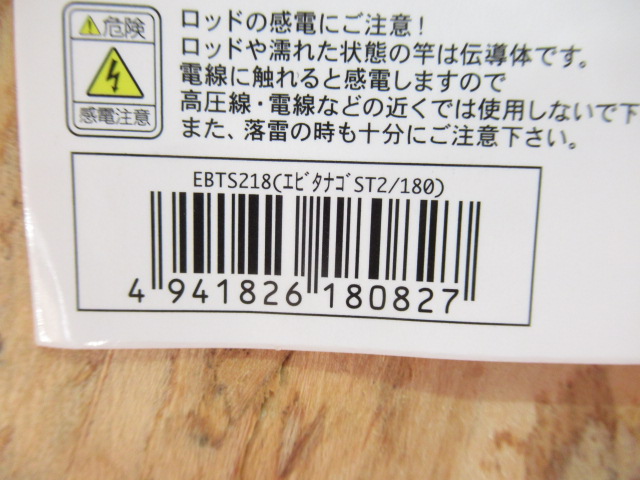 危険
感電注意
ロッドの感電にご注意!
ロッドや濡れた状態の竿は伝導体です。
電線に触れると感電しますので
高圧線・電線などの近くでは使用しないで下
また、落雷の時も十分にご注意下さい。
EBTS218(ｴﾋﾞﾀﾅｺﾞST2/180)
4 941826 180827